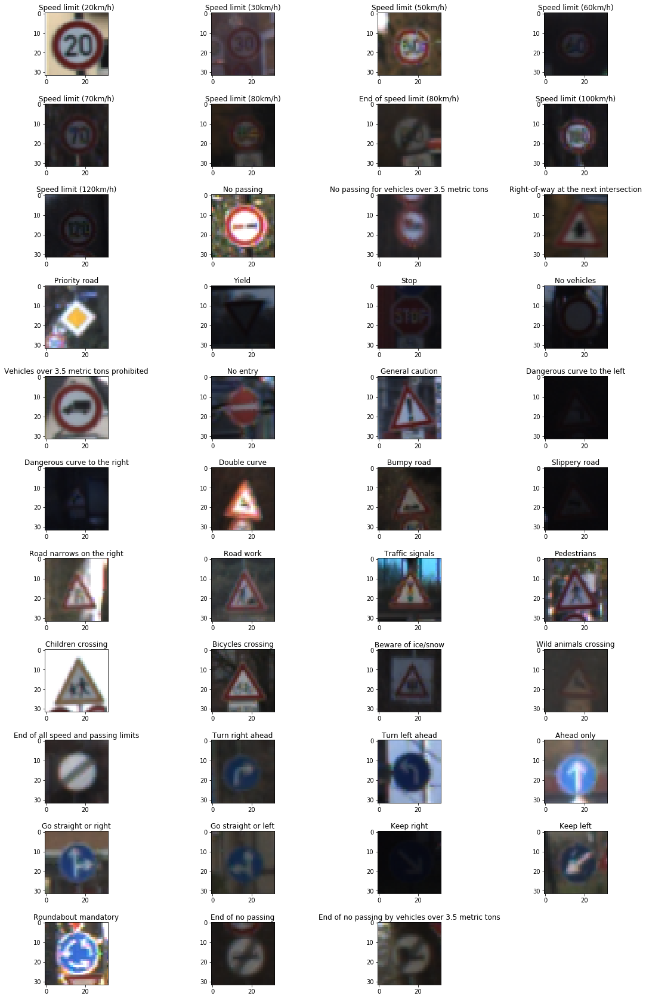 Speed limit (20km/h) Speed limit (30km/h) Speed limit (50km/h) Speed limit (60km/h)
0 0 0 0
10 10 10 10
20 30 50
20 20 20 20
30 30 30 30
0 20 0 20 0 20 0 20
Speed limit (70km/h) Speed limit (80km/h) End of speed limit (80km/h) Speed limit (100km/h)
0 0 0 0
10 10 10 10
70
20 20 20 20
30 30 30 30
0 20 0 20 0 20 0 20
Speed limit (120km/h) No passing No passing for vehicles over 3.5 metric tons Right-of-way at the next intersection
0 0 0 0
10 10 10 10
120
20 20 20 20
30 30 30 30
0 20 0 20 0 20 0 20
Priority road Yield Stop No vehicles
0 0 0 0
10 10 10 10
STOP
20 20 20 20
30 30 30 30
0 20 0 20 0 20 0 20
Vehicles over 3.5 metric tons prohibited No entry General caution Dangerous curve to the left
0 0 0 0
10 10 10 10
20 20 20 20
30 30 30 30
0 20 0 20 0 20 0 20
Dangerous curve to the right Double curve Bumpy road Slippery road
0 0 0 0
10 10 10 10
20 20 20 20
30 30 30 30
0 20 0 20 0 20 0 20
Road narrows on the right Road work Traffic signals Pedestrians
0 0 0 0
10 10 10 10
20 20 20 20
30 30 30 30
0 20 0 20 0 20 0 20
Children crossing Bicycles crossing Beware of ice/snow Wild animals crossing
0 0 0 0
10 10 10 10
20 20 20 20
30 30 30 30
0 20 0 20 0 20 0 20
End of all speed and passing limits Turn right ahead Turn left ahead Ahead only
0 0 0 0
10 10 10 10
20 20 20 20
30 30 30 30
0 20 0 20 0 20 0 20
Go straight or right Go straight or left Keep right Keep left
0 0 0 0
10 10 10 10
20 20 20 20
30 30 30 30
0 20 0 20 0 20 0 20
Roundabout mandatory End of no passing End of no passing by vehicles over 3.5 metric tons
0 0 0
10 10 10
20 20 20
30 30 30
0 20 0 20 0 20